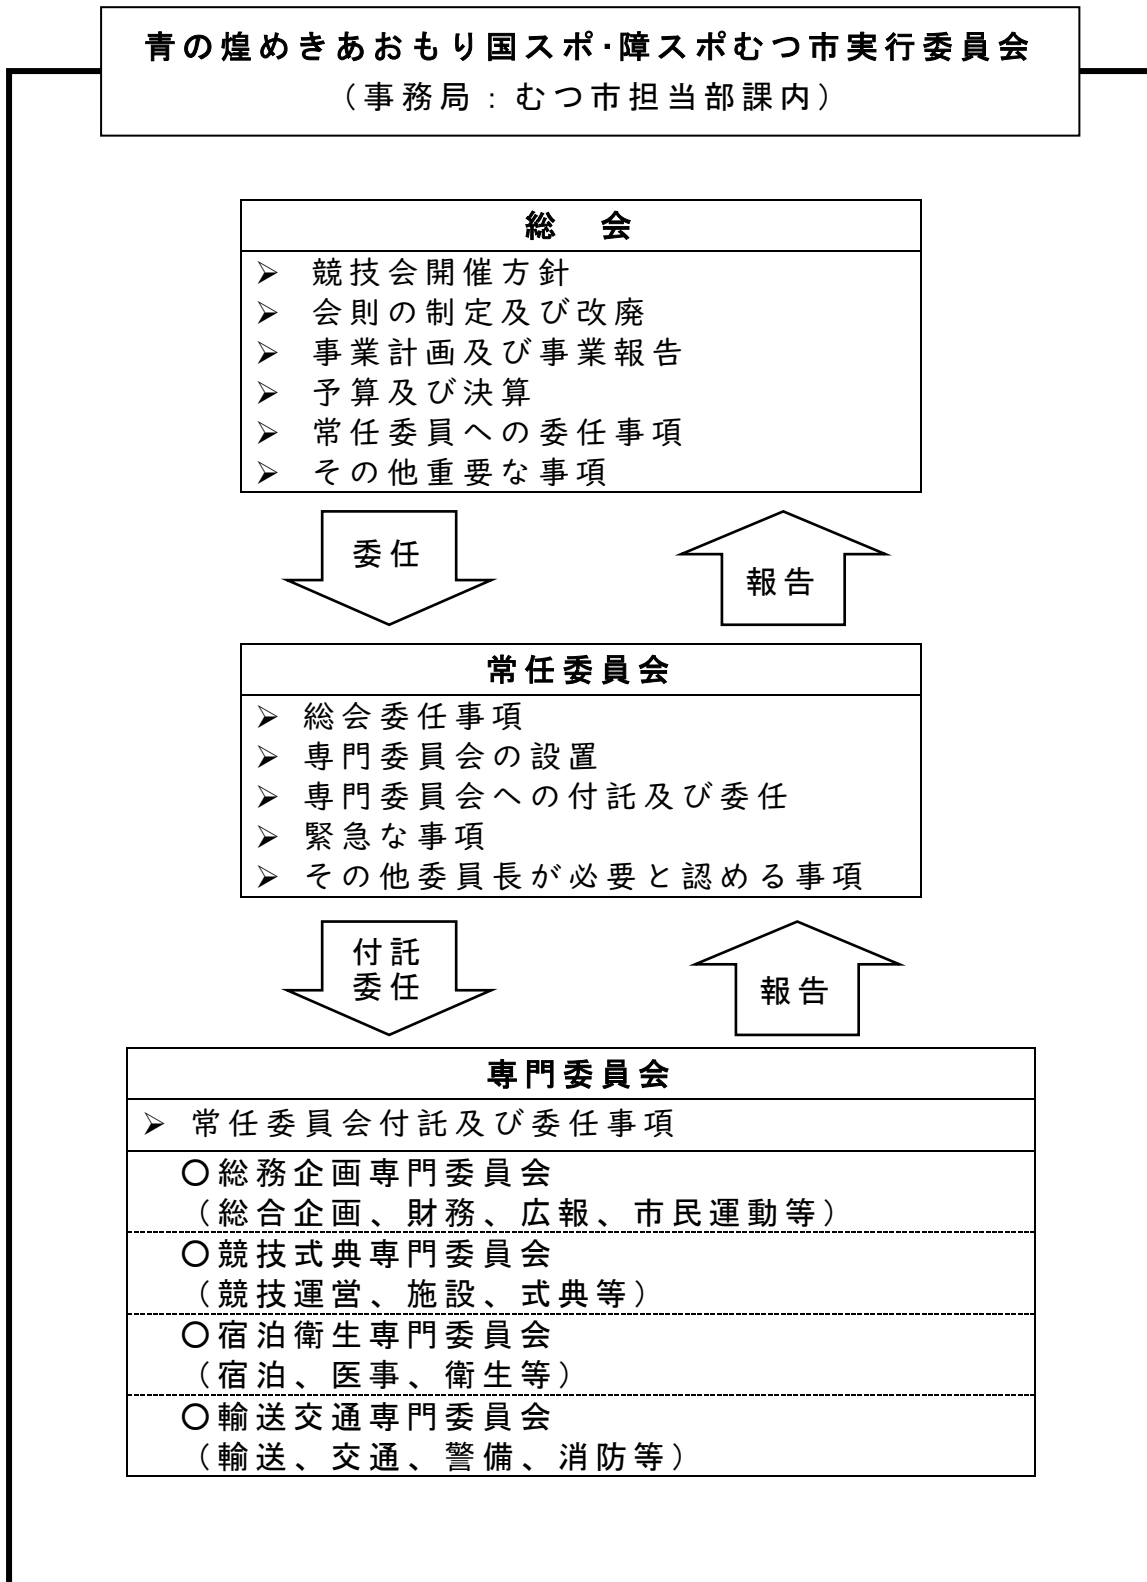 青の煌めきあおもり国スポ･障スポむつ市実行委員会
（事務局：むつ市担当部課内）
総　会
➢ 競技会開催方針
➢ 会則の制定及び改廃
➢ 事業計画及び事業報告
➢ 予算及び決算
➢ 常任委員への委任事項
➢ その他重要な事項
委任
報告
常任委員会
➢ 総会委任事項
➢ 専門委員会の設置
➢ 専門委員会への付託及び委任
➢ 緊急な事項
➢ その他委員長が必要と認める事項
付託
委任
報告
専門委員会
➢ 常任委員会付託及び委任事項
〇総務企画専門委員会
（総合企画、財務、広報、市民運動等）
〇競技式典専門委員会
（競技運営、施設、式典等）
〇宿泊衛生専門委員会
（宿泊、医事、衛生等）
〇輸送交通専門委員会
（輸送、交通、警備、消防等）